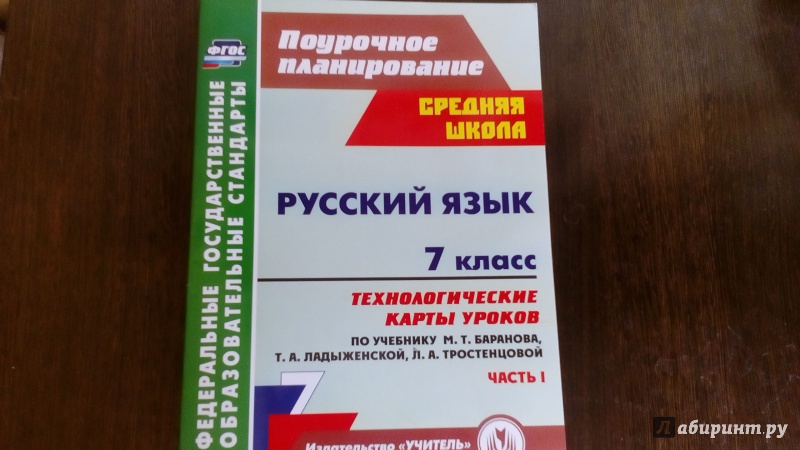 ФЕДЕРАЛЬНЫЕ ГОСУДАРСТВЕННЫЕ
ОБРАЗОВАТЕЛЬНЫЕ СТАНДАРТЫ
ФГОС
Поурочное
планирование
СРЕДНЯЯ
ШКОЛА
РУССКИЙ ЯЗЫК
7 класс
ТЕХНОЛОГИЧЕСКИЕ
КАРТЫ УРОКОВ
ПО УЧЕБНИКУ М. Т. БАРАНОВА,
Т. А. ЛАДЫЖЕНСКОЙ, Л. А. ТРОСТЕНЦОВОЙ
ЧАСТЬ I
7
Издательство «УЧИТЕЛЬ»
Лабиринт.ру